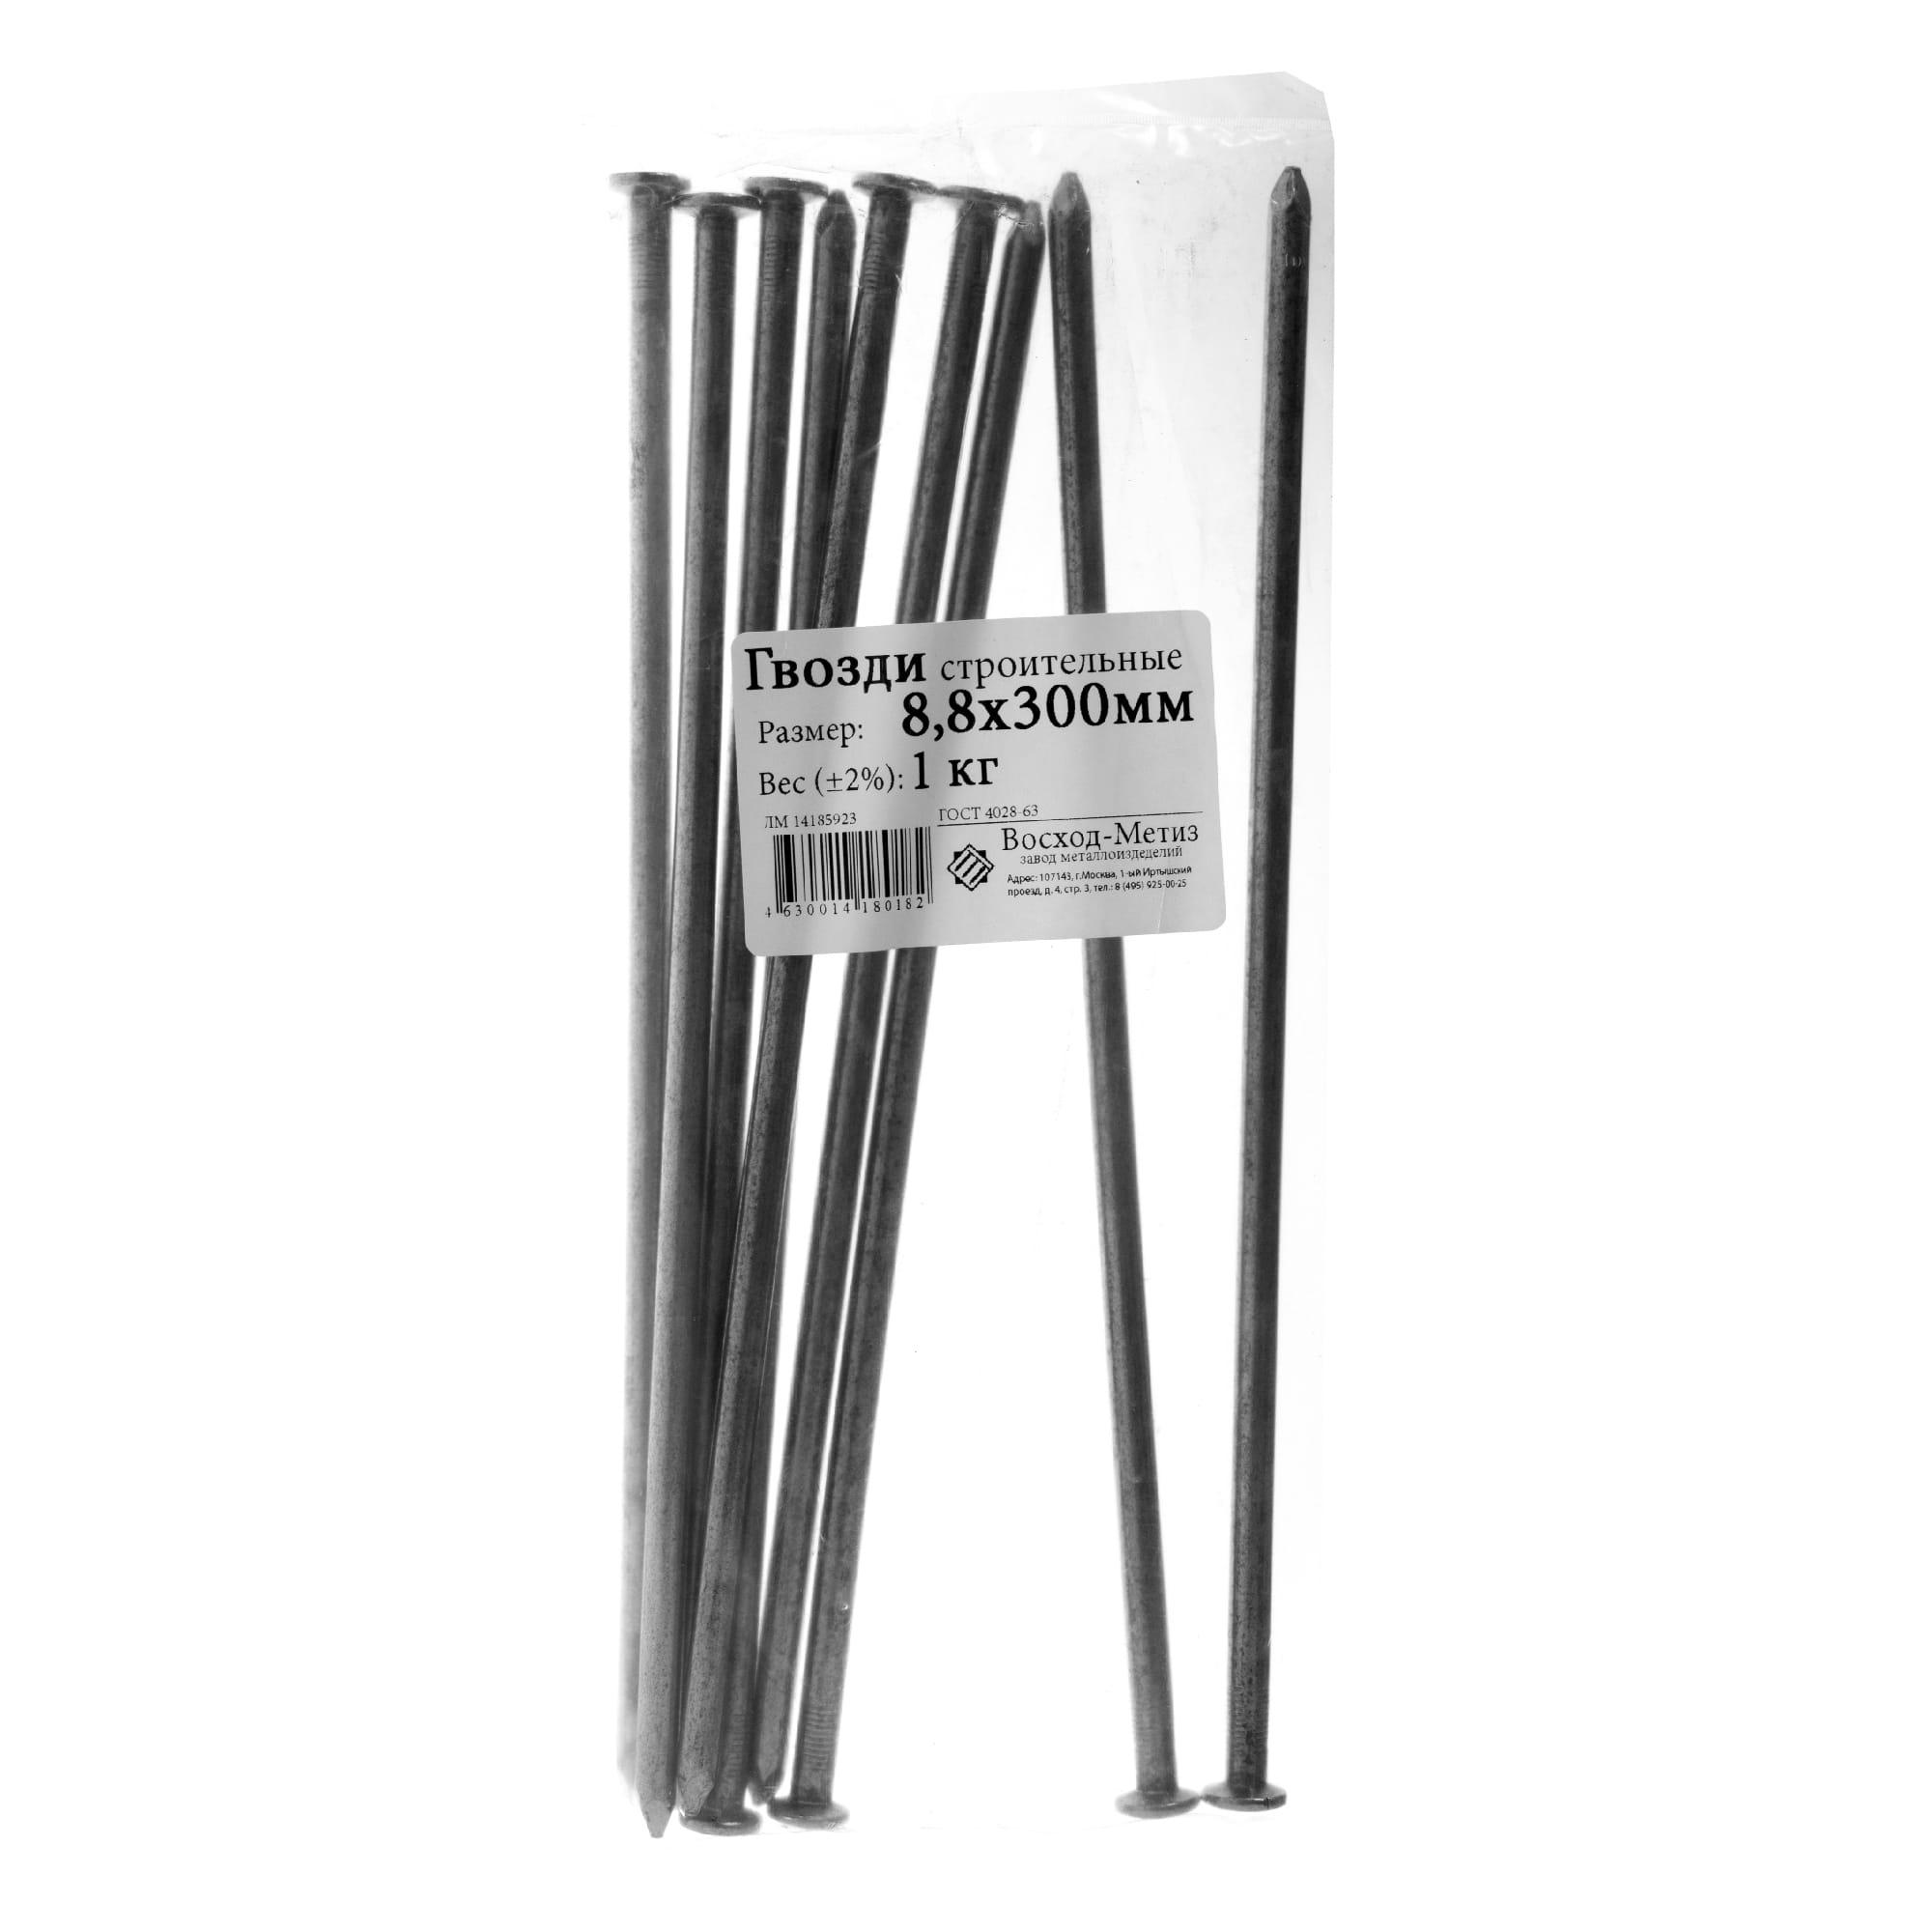 Гвозди строительные
Размер: 8,8х300мм
Вес (±2%): 1 кг
ЛМ 14185923
ГОСТ 4028-63
Восход-Метиз
завод металлоизделелий
Адрес: 107143, г.Москва, 1-ый Иртышский
проезд, д. 4, стр. 3, тел.: 8 (495) 925-00-25
4 630014 180182